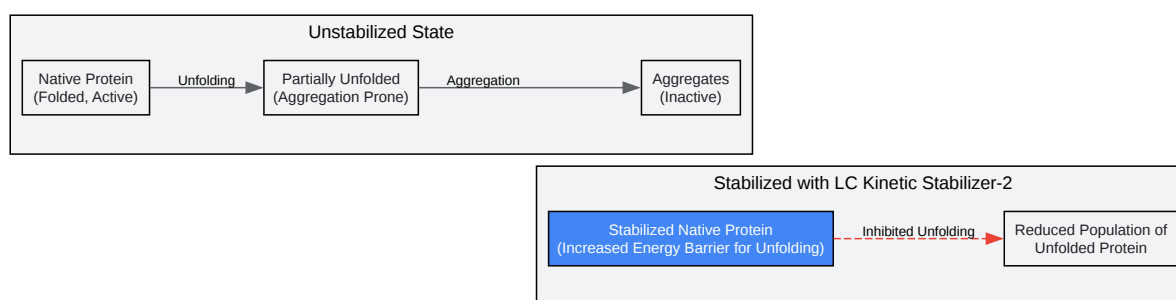 Unstabilized State
Native Protein
(Folded, Active)
Unfolding
Partially Unfolded
(Aggregation Prone)
Aggregation
Aggregates
(Inactive)
Stabilized with LC Kinetic Stabilizer-2
Stabilized Native Protein
(Increased Energy Barrier for Unfolding)
Inhibited Unfolding
Reduced Population of
Unfolded Protein